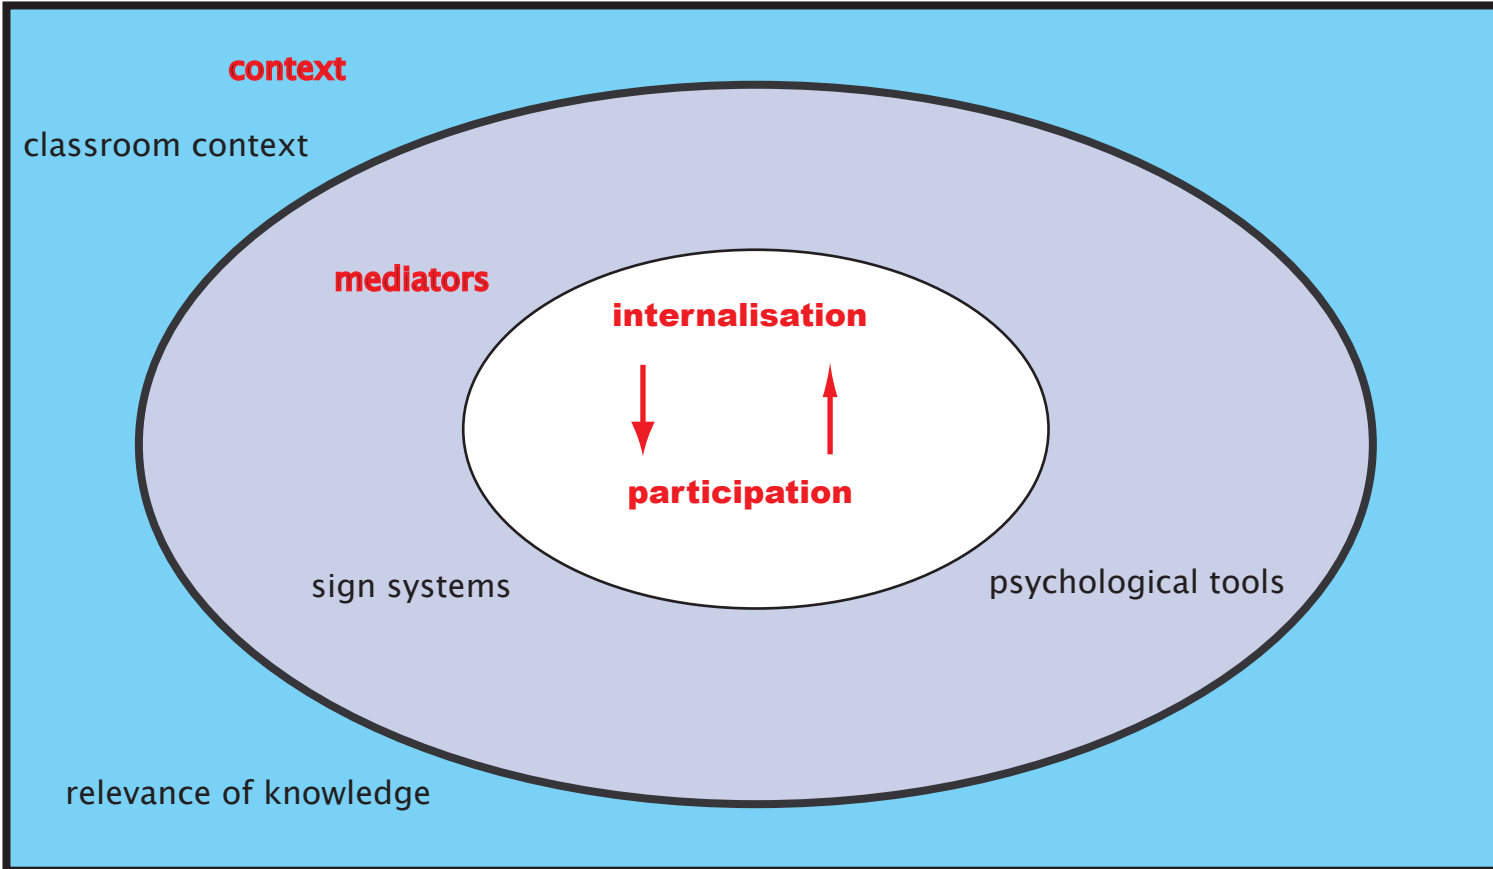 context
classroom context
mediators
internalisation
participation
sign systems
psychological tools
relevance of knowledge